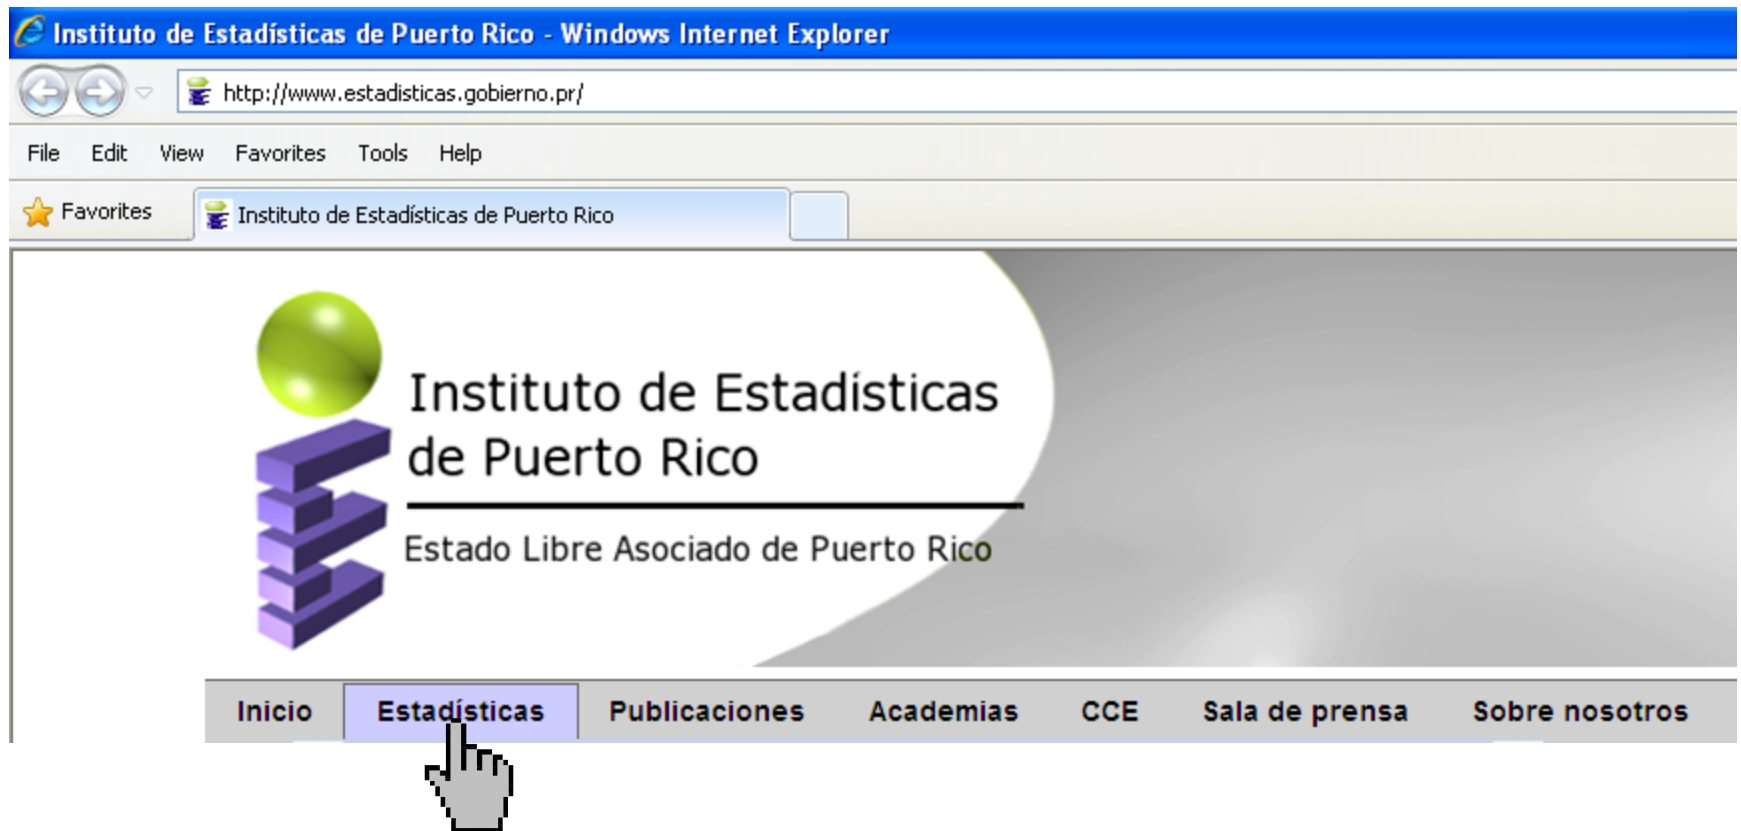 Instituto de Estadísticas de Puerto Rico - Windows Internet Explorer
http://www.estadisticas.gobierno.pr/
File Edit View Favorites Tools Help
Favorites Instituto de Estadísticas de Puerto Rico
Instituto de Estadísticas
de Puerto Rico
Estado Libre Asociado de Puerto Rico
Inicio Estadísticas Publicaciones Academias CCE Sala de prensa Sobre nosotros